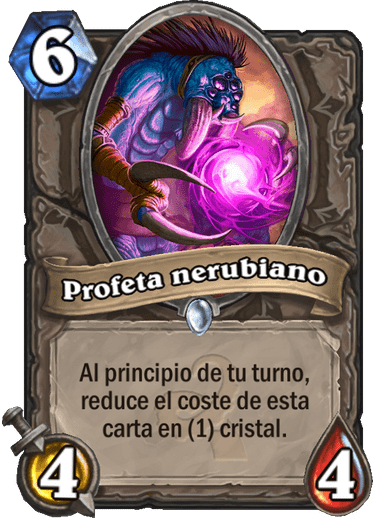 6
Profeta nerubiano
Al principio de tu turno,
reduce el coste de esta
carta en (1) cristal.
4
4